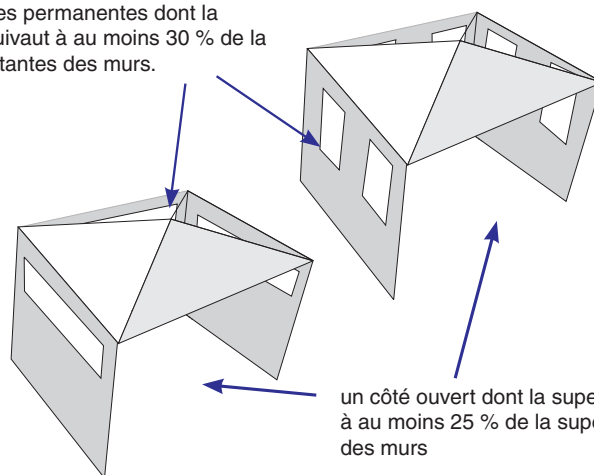 es permanentes dont la
uivaut à au moins 30 % de la
tantes des murs.
un côté ouvert dont la supe
à au moins 25 % de la supe
des murs